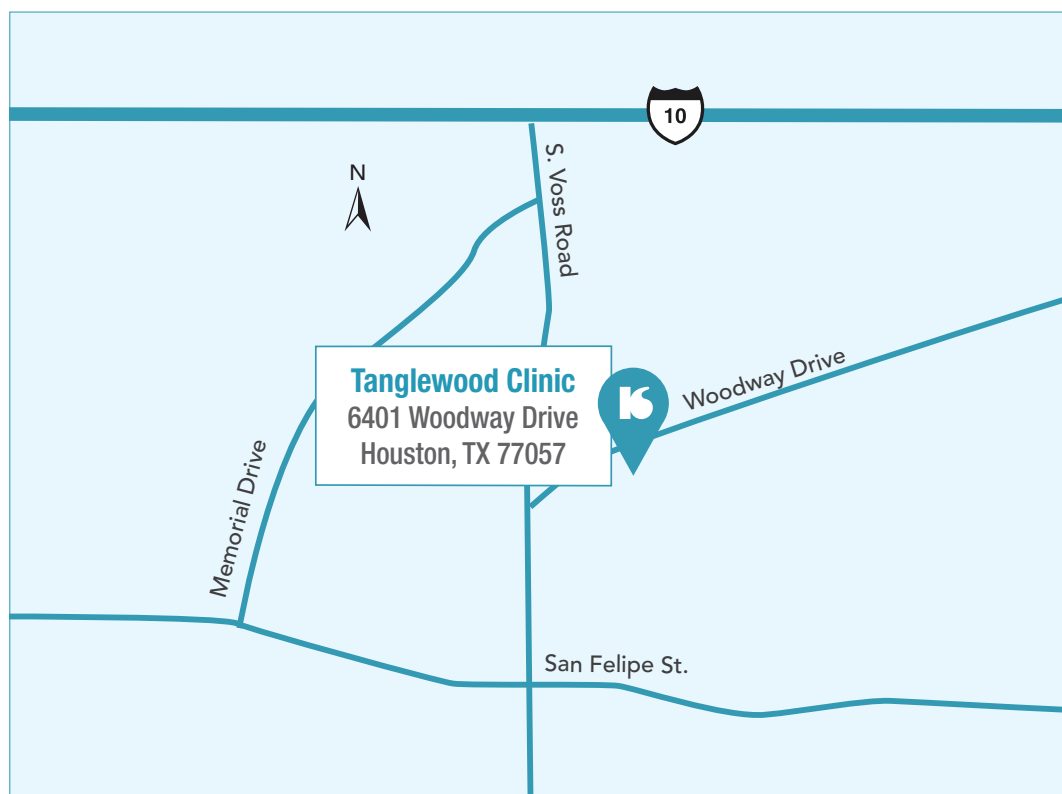 10
N
S. Voss Road
Woodway Drive
Tanglewood Clinic
6401 Woodway Drive
Houston, TX 77057
Memorial Drive
San Felipe St.